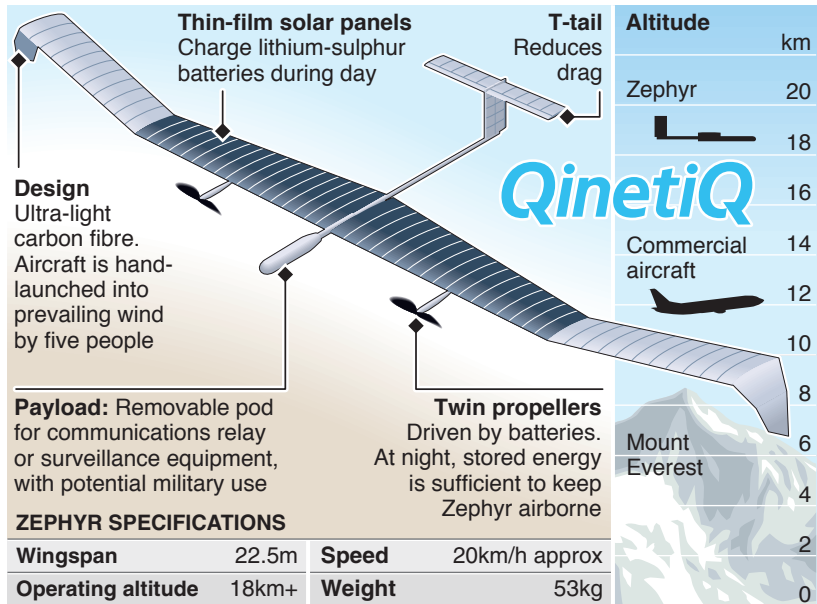 Thin-film solar panels
Charge lithium-sulphur
batteries during day
T-tail
Reduces
drag
Design
Ultra-light
carbon fibre.
Aircraft is hand-
launched into
prevailing wind
by five people
QinetiQ
Payload: Removable pod
for communications relay
or surveillance equipment,
with potential military use
Twin propellers
Driven by batteries.
At night, stored energy
is sufficient to keep
Zephyr airborne
ZEPHYR SPECIFICATIONS
Wingspan 22.5m Speed 20km/h approx
Operating altitude 18km+ Weight 53kg
Altitude
km
Zephyr 20
18
16
Commercial 14
aircraft
12
10
8
Mount 6
Everest
4
2
0